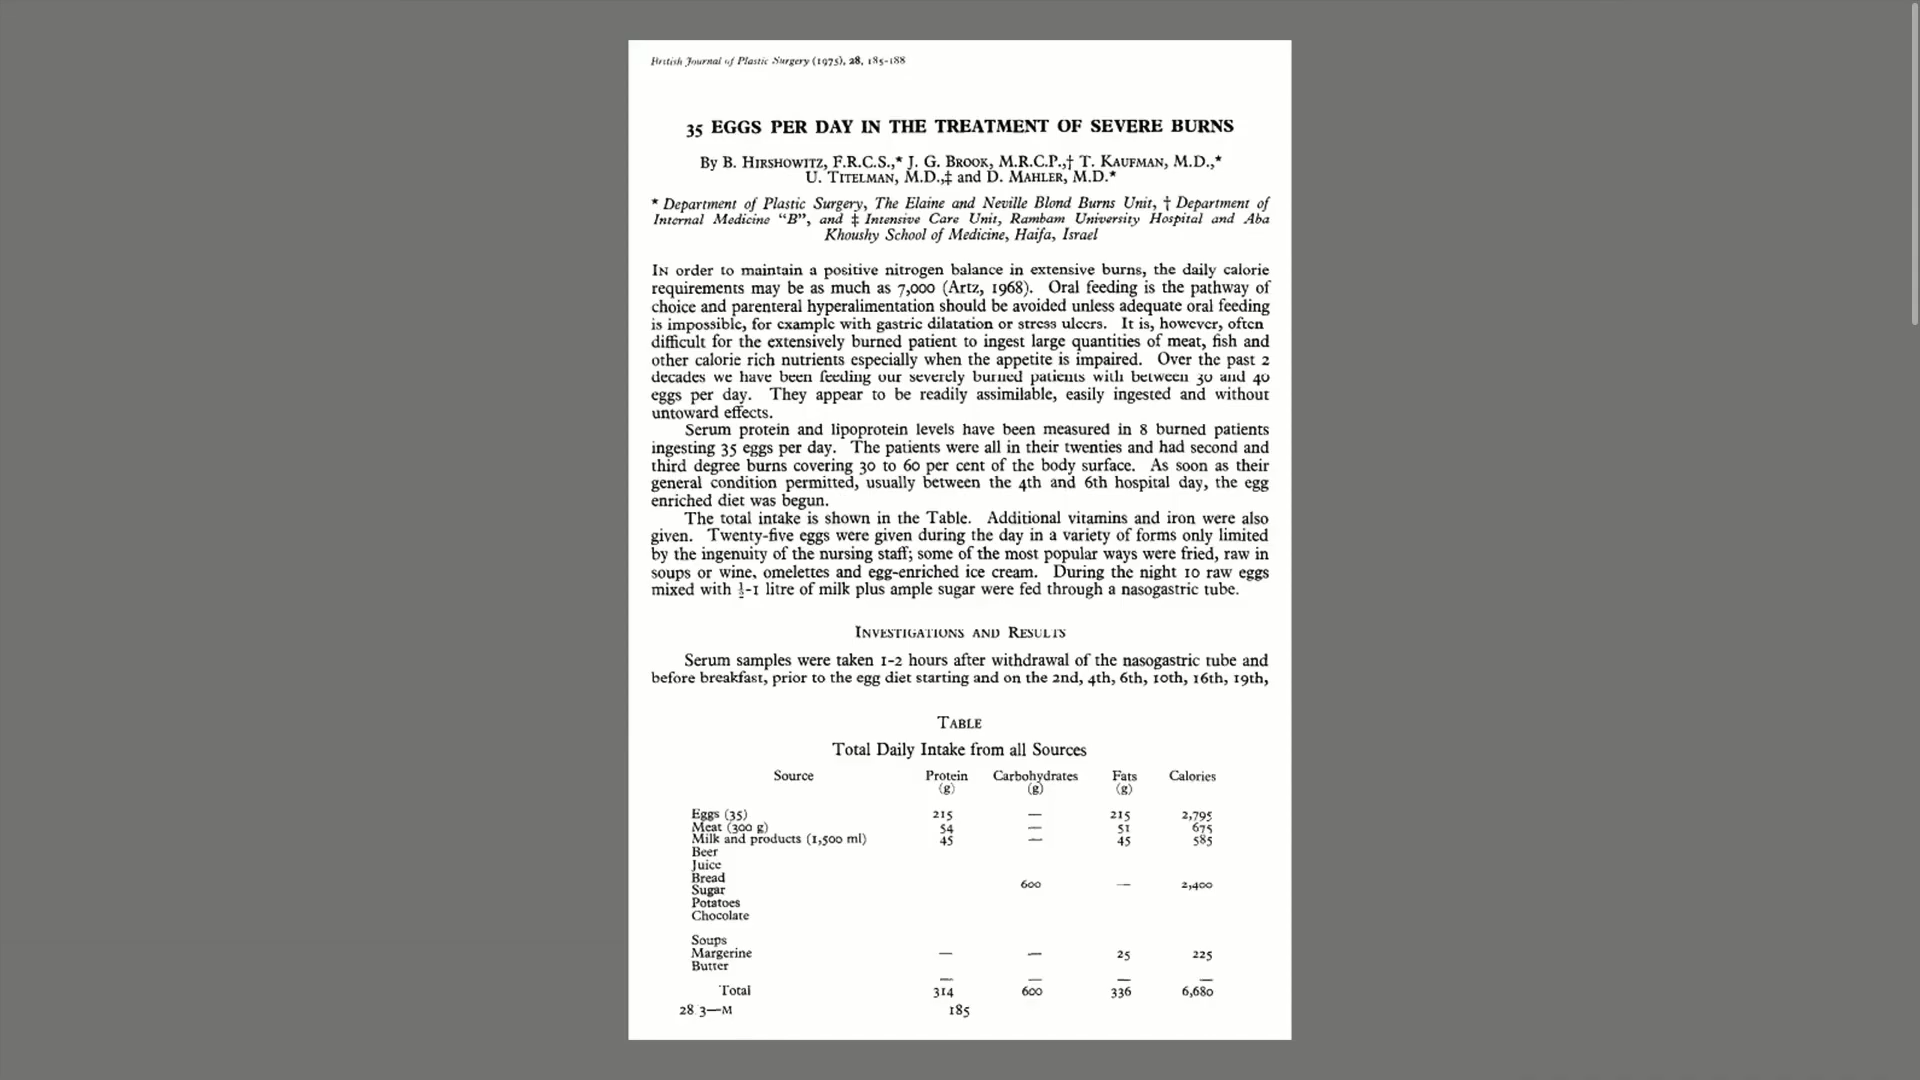 British Journal of Plastic Surgery (1975), 28, 185-188
35 EGGS PER DAY IN THE TREATMENT OF SEVERE BURNS
By B. HIRSHOWITZ, F.R.C.S.,* J. G. BROOK, M.R.C.P.,† T. KAUFMAN, M.D.,*
U. TITELMAN, M.D.,‡ and D. MAHLER, M.D.*
* Department of Plastic Surgery, The Elaine and Neville Blond Burns Unit, † Department of
Internal Medicine “B”, and ‡ Intensive Care Unit, Rambam University Hospital and Aba
Khoushy School of Medicine, Haifa, Israel
IN order to maintain a positive nitrogen balance in extensive burns, the daily calorie
requirements may be as much as 7,000 (Artz, 1968). Oral feeding is the pathway of
choice and parenteral hyperalimentation should be avoided unless adequate oral feeding
is impossible, for example with gastric dilatation or stress ulcers. It is, however, often
difficult for the extensively burned patient to ingest large quantities of meat, fish and
other calorie rich nutrients especially when the appetite is impaired. Over the past 2
decades we have been feeding our severely burned patients with between 30 and 40
eggs per day. They appear to be readily assimilable, easily ingested and without
untoward effects.
Serum protein and lipoprotein levels have been measured in 8 burned patients
ingesting 35 eggs per day. The patients were all in their twenties and had second and
third degree burns covering 30 to 60 per cent of the body surface. As soon as their
general condition permitted, usually between the 4th and 6th hospital day, the egg
enriched diet was begun.
The total intake is shown in the Table. Additional vitamins and iron were also
given. Twenty-five eggs were given during the day in a variety of forms only limited
by the ingenuity of the nursing staff; some of the most popular ways were fried, raw in
soups or wine, omelettes and egg-enriched ice cream. During the night 10 raw eggs
mixed with ½-1 litre of milk plus ample sugar were fed through a nasogastric tube.
INVESTIGATIONS AND RESULTS
Serum samples were taken 1-2 hours after withdrawal of the nasogastric tube and
before breakfast, prior to the egg diet starting and on the 2nd, 4th, 6th, 10th, 16th, 19th,
TABLE
Total Daily Intake from all Sources
Source Protein Carbohydrates Fats Calories
(g) (g) (g)
Eggs (35) 215 — 215 2,795
Meat (300 g) 54 — 51 675
Milk and products (1,500 ml) 45 — 45 585
Beer
Juice
Bread
600 — 2,400
Sugar
Potatoes
Chocolate
Soups
Margerine — — 25 225
Butter
Total 314 600 336 6,680
28 3—M 185